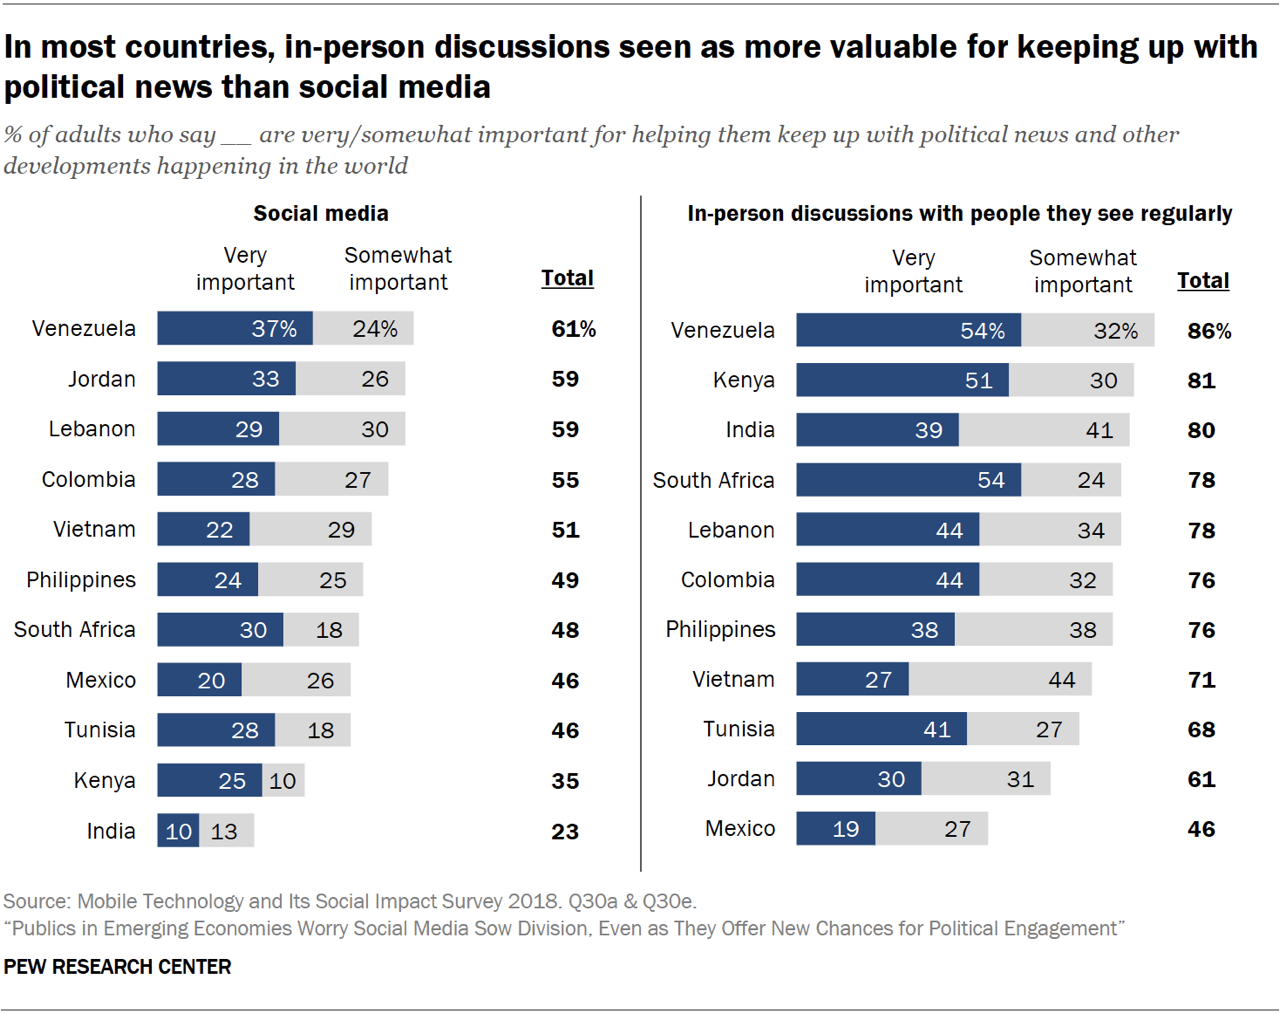 In most countries, in-person discussions seen as more valuable for keeping up with
political news than social media
% of adults who say __ are very/somewhat important for helping them keep up with political news and other
developments happening in the world
Social media
Very important
Somewhat important
Total
Venezuela 37% 24% 61%
Jordan 33 26 59
Lebanon 29 30 59
Colombia 28 27 55
Vietnam 22 29 51
Philippines 24 25 49
South Africa 30 18 48
Mexico 20 26 46
Tunisia 28 18 46
Kenya 25 10 35
India 10 13 23
In-person discussions with people they see regularly
Very important
Somewhat important
Total
Venezuela 54% 32% 86%
Kenya 51 30 81
India 39 41 80
South Africa 54 24 78
Lebanon 44 34 78
Colombia 44 32 76
Philippines 38 38 76
Vietnam 27 44 71
Tunisia 41 27 68
Jordan 30 31 61
Mexico 19 27 46
Source: Mobile Technology and Its Social Impact Survey 2018. Q30a & Q30e.
“Publics in Emerging Economies Worry Social Media Sow Division, Even as They Offer New Chances for Political Engagement”
PEW RESEARCH CENTER